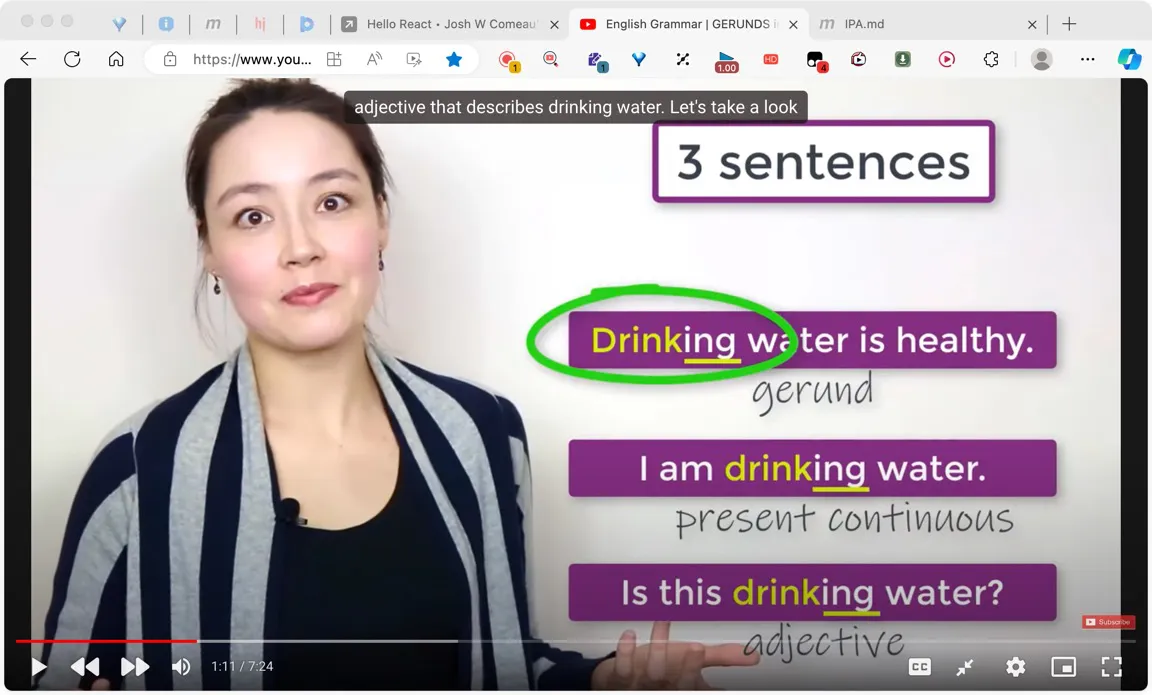 m
hi
Hello React • Josh W Comeau'
English Grammar | GERUNDS i
m
IPA.md
https://www.you...
1
1
1.00
HD
4
adjective that describes drinking water. Let's take a look
3 sentences
Drinking water is healthy.
gerund
I am drinking water.
present continuous
Is this drinking water?
adjective
Subscribe
1:11 / 7:24
CC